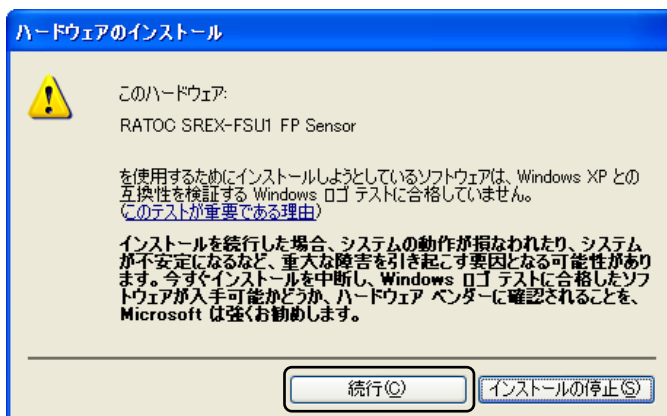 ハードウェアのインストール
このハードウェア:
RATOC SREX-FSU1 FP Sensor
を使用するためにインストールしようとしているソフトウェアは、Windows XP との
互換性を検証する Windows ロゴ テストに合格していません。
(このテストが重要である理由)
インストールを続行した場合、システムの動作が損なわれたり、システム
が不安定になるなど、重大な障害を引き起こす要因となる可能性があり
ます。今すぐインストールを中断し、Windows ロゴ テストに合格したソフ
トウェアが入手可能かどうか、ハードウェア ベンダーに確認されることを、
Microsoft は強くお勧めします。
続行(C) インストールの停止(S)